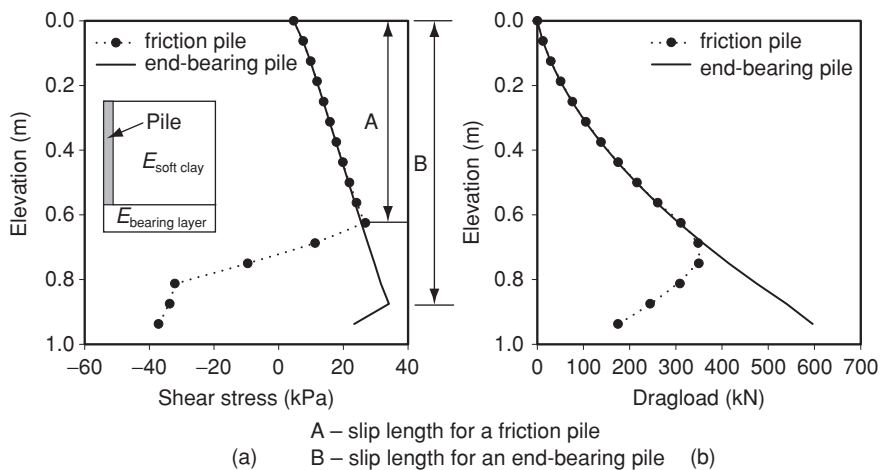 0.0
0.2
0.4
0.6
0.8
1.0
Elevation (m)
friction pile
end-bearing pile
Pile
E soft clay
E bearing layer
A
B
–60
–40
–20
0
20
40
Shear stress (kPa)
(a)
0.0
0.2
0.4
0.6
0.8
1.0
Elevation (m)
friction pile
end-bearing pile
0
100
200
300
400
500
600
700
Dragload (kN)
(b)
A – slip length for a friction pile
B – slip length for an end-bearing pile